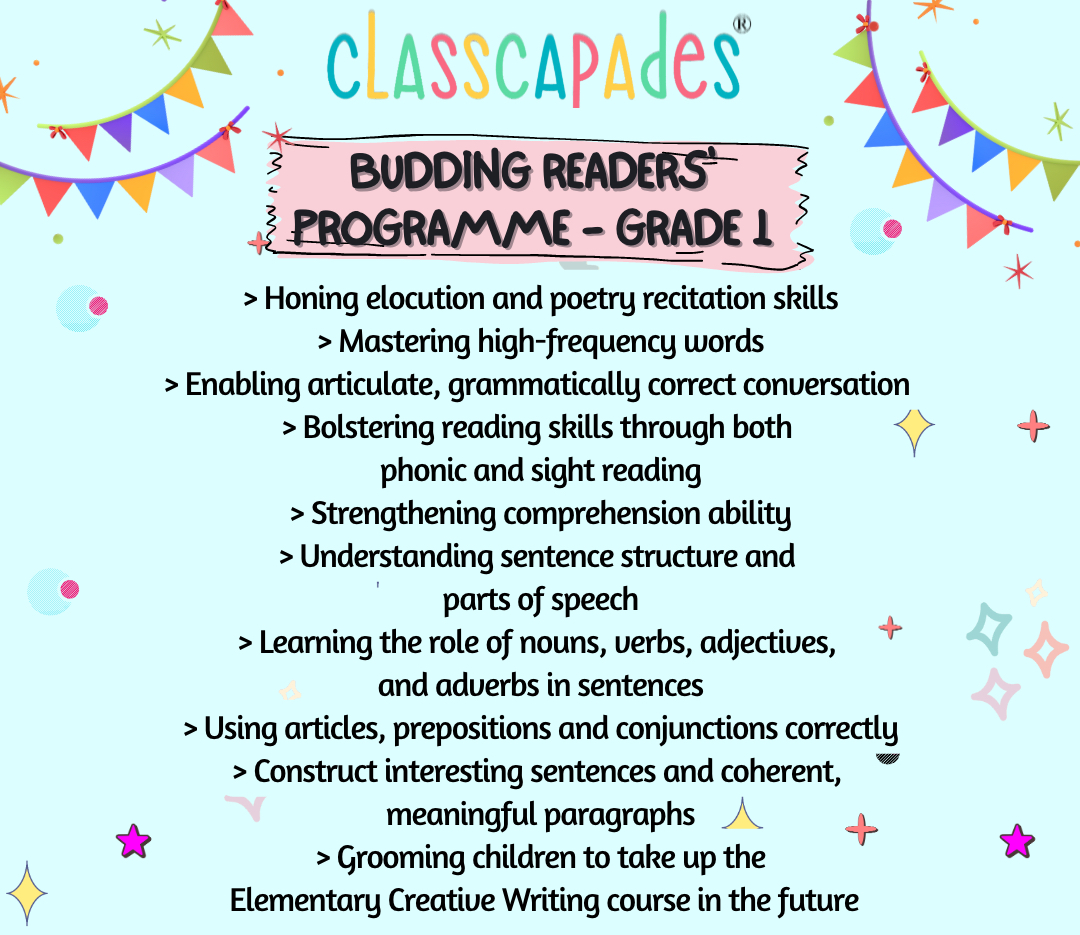 cLAsscAPAdes®
BUDDING READERS'
PROGRAMME - GRADE 1
> Honing elocution and poetry recitation skills
> Mastering high-frequency words
> Enabling articulate, grammatically correct conversation
> Bolstering reading skills through both
phonic and sight reading
> Strengthening comprehension ability
> Understanding sentence structure and
parts of speech
> Learning the role of nouns, verbs, adjectives,
and adverbs in sentences
> Using articles, prepositions and conjunctions correctly
> Construct interesting sentences and coherent,
meaningful paragraphs
> Grooming children to take up the
Elementary Creative Writing course in the future